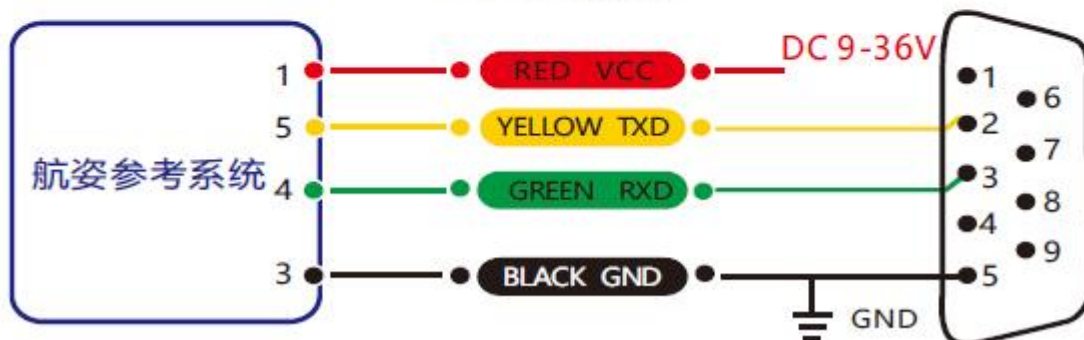 DC 9-36V
1 RED VCC
5 YELLOW TXD
航姿参考系统
4 GREEN RXD
3 BLACK GND
GND
1
6
2
7
3
8
4
9
5